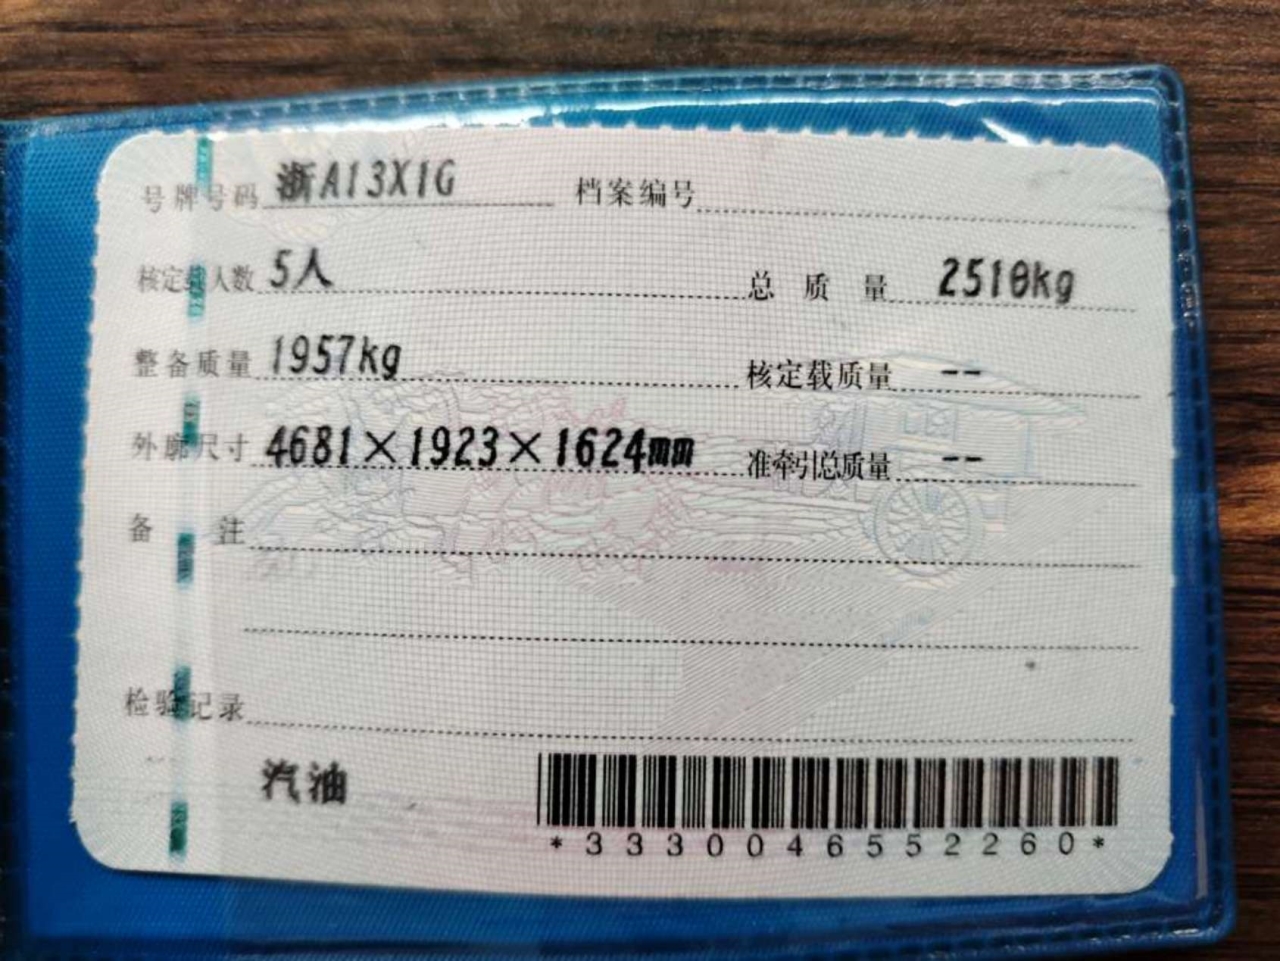 号牌号码 浙A13X1G 档案编号
核定载人数 5人 总质量 2510kg
整备质量 1957kg 核定载质量 --
外廓尺寸 4681×1923×1624mm 准牵引总质量 --
备注
检验记录
汽油
*3330046552260*